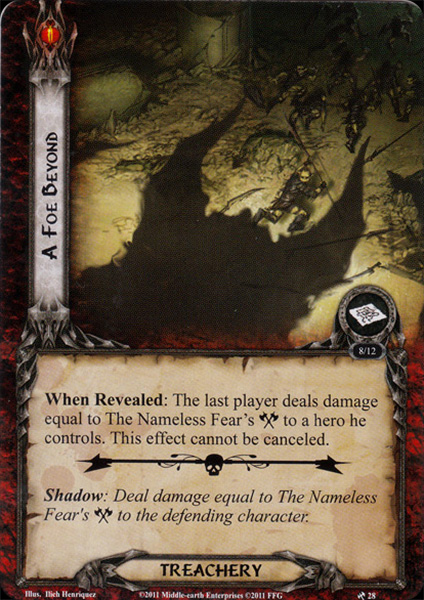 A Foe Beyond
8/12
When Revealed: The last player deals damage
equal to The Nameless Fear's to a hero he
controls. This effect cannot be canceled.
Shadow: Deal damage equal to The Nameless
Fear's to the defending character.
TREACHERY
Illus. Ilich Henriquez ©2011 Middle-earth Enterprises ©2011 FFG 28